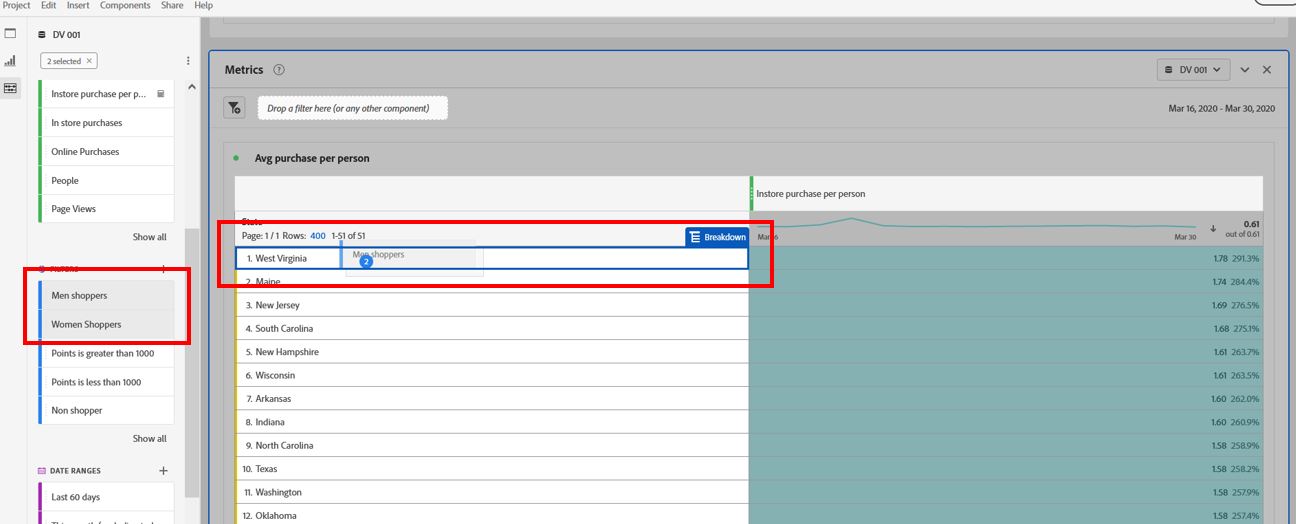 Project Edit Insert Components Share Help
DV 001
2 selected
Instore purchase per p...
In store purchases
Online Purchases
People
Page Views
Show all
FILTERS
Men shoppers
Women Shoppers
Points is greater than 1000
Points is less than 1000
Non shopper
Show all
DATE RANGES
Last 60 days
Metrics
DV 001
Drop a filter here (or any other component)
Mar 16, 2020 - Mar 30, 2020
Avg purchase per person
Instore purchase per person
State
Page: 1 / 1 Rows: 400 1-51 of 51
Breakdown
Mar 16
Mar 30
0.61
out of 0.61
Men shoppers
2
1. West Virginia 1.78 291.3%
2. Maine 1.74 284.4%
3. New Jersey 1.69 276.5%
4. South Carolina 1.68 275.1%
5. New Hampshire 1.61 263.7%
6. Wisconsin 1.61 263.5%
7. Arkansas 1.60 262.0%
8. Indiana 1.60 260.9%
9. North Carolina 1.58 258.9%
10. Texas 1.58 258.2%
11. Washington 1.58 257.9%
12. Oklahoma 1.58 257.4%